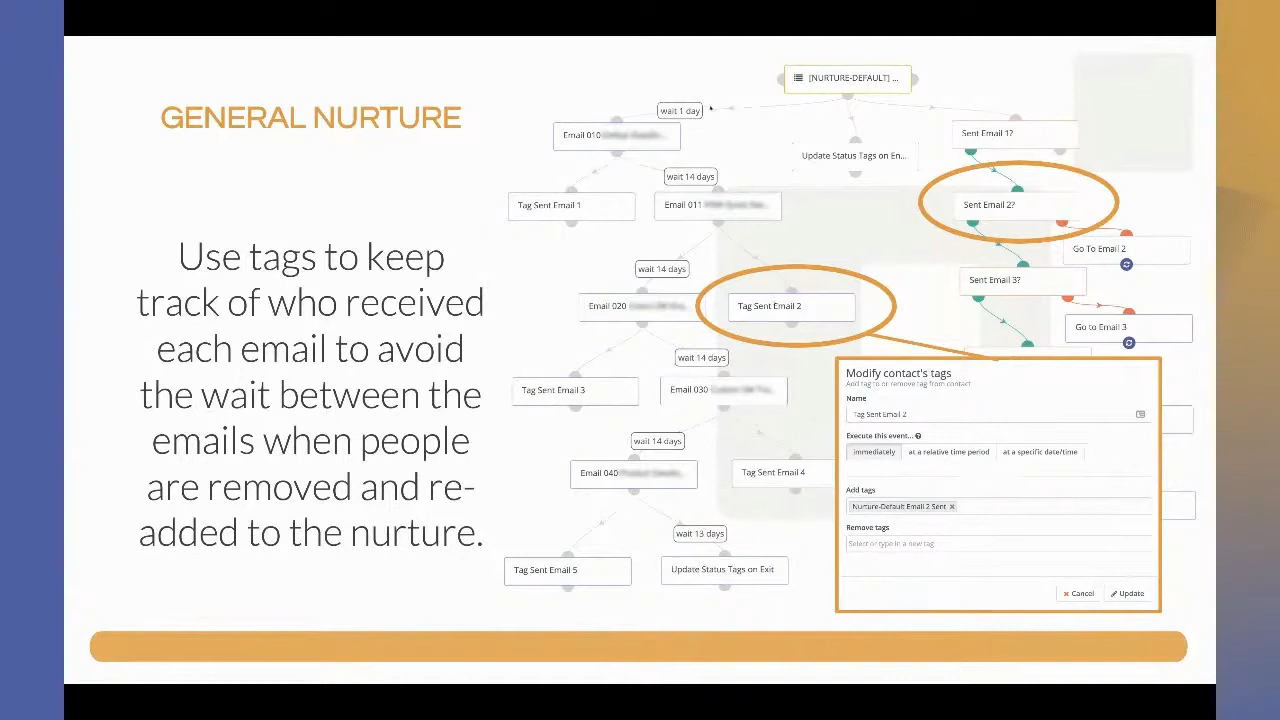 GENERAL NURTURE
Use tags to keep
track of who received
each email to avoid
the wait between the
emails when people
are removed and re-
added to the nurture.
[NURTURE-DEFAULT] ...
wait 1 day
Email 010
Sent Email 1?
Update Status Tags on En...
wait 14 days
Tag Sent Email 1
Email 011
Sent Email 2?
Go To Email 2
wait 14 days
Sent Email 3?
Email 020
Tag Sent Email 2
Go to Email 3
wait 14 days
Tag Sent Email 3
Email 030
wait 14 days
Email 040
Tag Sent Email 4
wait 13 days
Tag Sent Email 5
Update Status Tags on Exit
Modify contact's tags
Add tag to or remove tag from contact
Name
Tag Sent Email 2
Execute this event...
immediately at a relative time period at a specific date/time
Add tags
Nurture-Default Email 2 Sent x
Remove tags
Select or type in a new tag
x Cancel Update